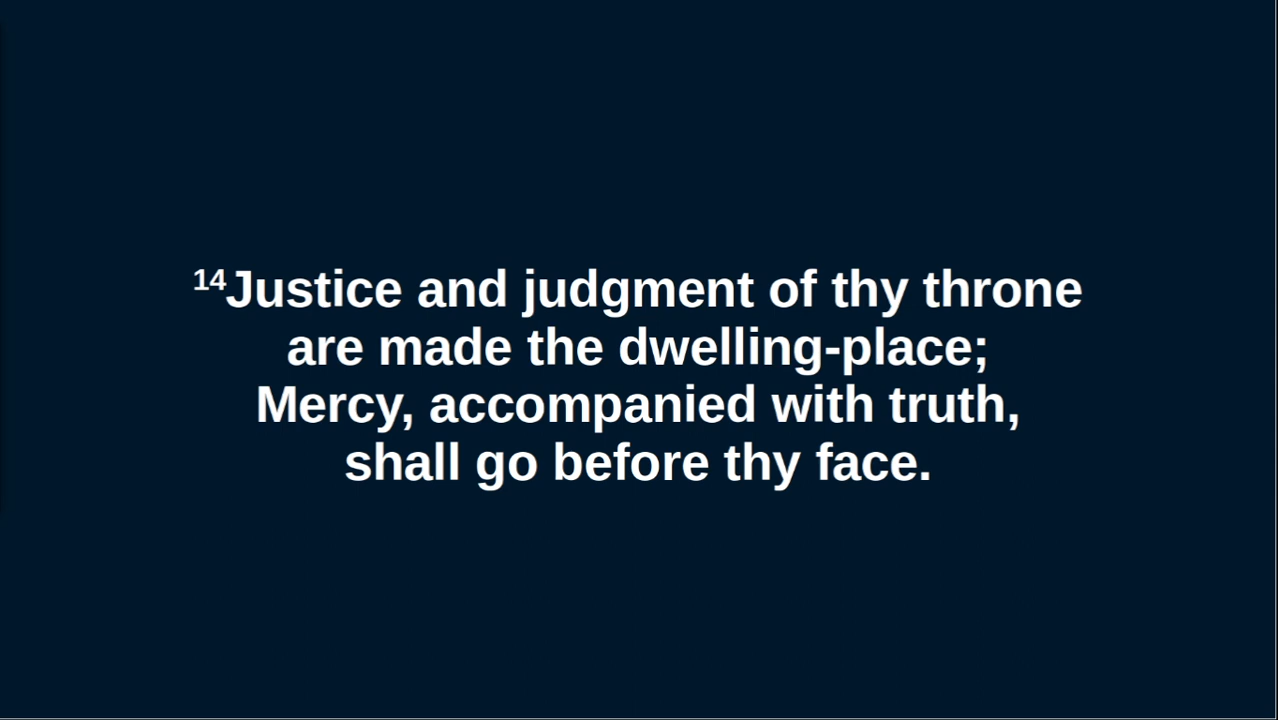 14Justice and judgment of thy throne
are made the dwelling-place;
Mercy, accompanied with truth,
shall go before thy face.